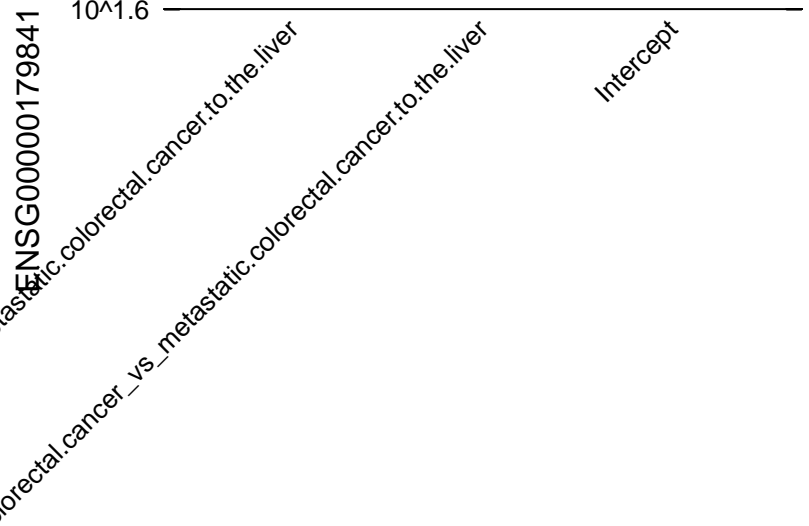 10^1.6
ENSG00000179841
metastatic.colorectal.cancer.to.the.liver
colorectal.cancer_vs_metastatic.colorectal.cancer.to.the.liver
Intercept